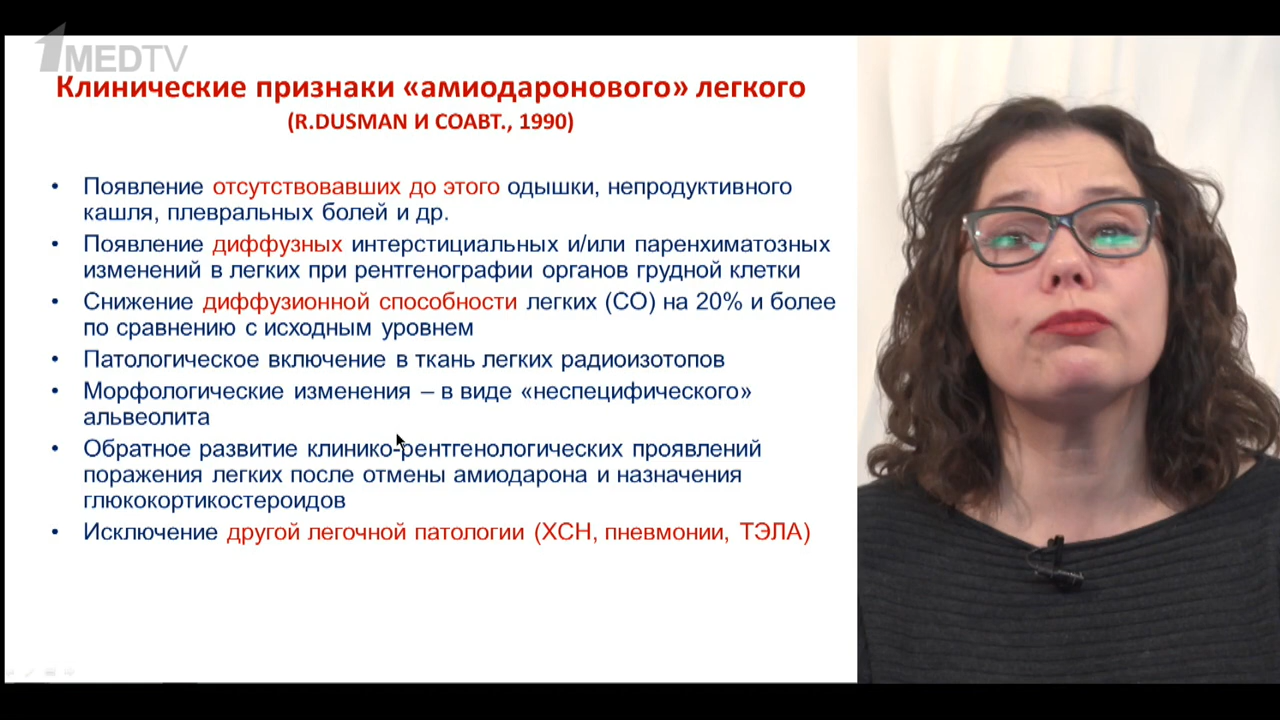 1MEDTV
Клинические признаки «амиодаронового» легкого
(R.DUSMAN И СОАВТ., 1990)
• Появление отсутствовавших до этого одышки, непродуктивного
кашля, плевральных болей и др.
• Появление диффузных интерстициальных и/или паренхиматозных
изменений в легких при рентгенографии органов грудной клетки
• Снижение диффузионной способности легких (СО) на 20% и более
по сравнению с исходным уровнем
• Патологическое включение в ткань легких радиоизотопов
• Морфологические изменения – в виде «неспецифического»
альвеолита
• Обратное развитие клинико-рентгенологических проявлений
поражения легких после отмены амиодарона и назначения
глюкокортикостероидов
• Исключение другой легочной патологии (ХСН, пневмонии, ТЭЛА)